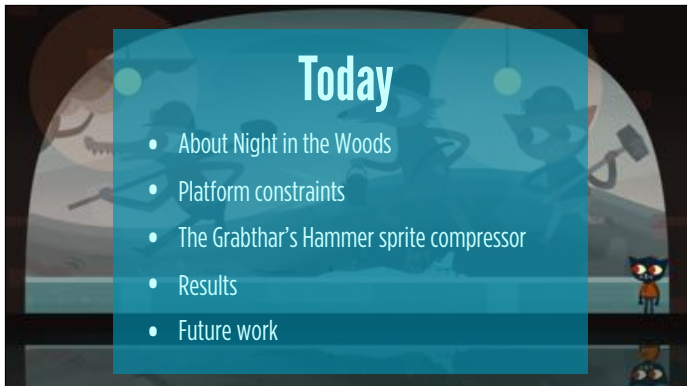 Today
• About Night in the Woods
• Platform constraints
• The Grabthar's Hammer sprite compressor
• Results
• Future work